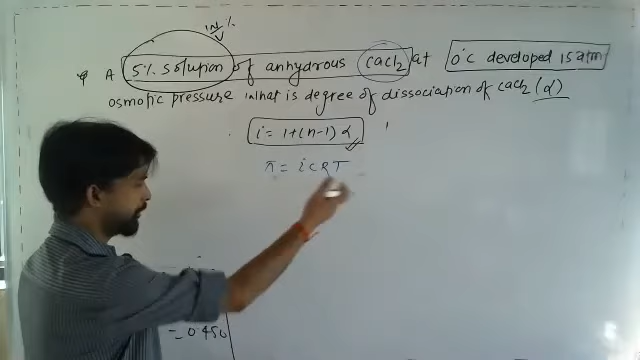 in %
A 5% solution of anhydrous CaCl2 at 0°C developed 15 atm
osmotic pressure. What is degree of dissociation of CaCl2 (α)
i = 1+(n-1) α
π = i C R T
= 0.450